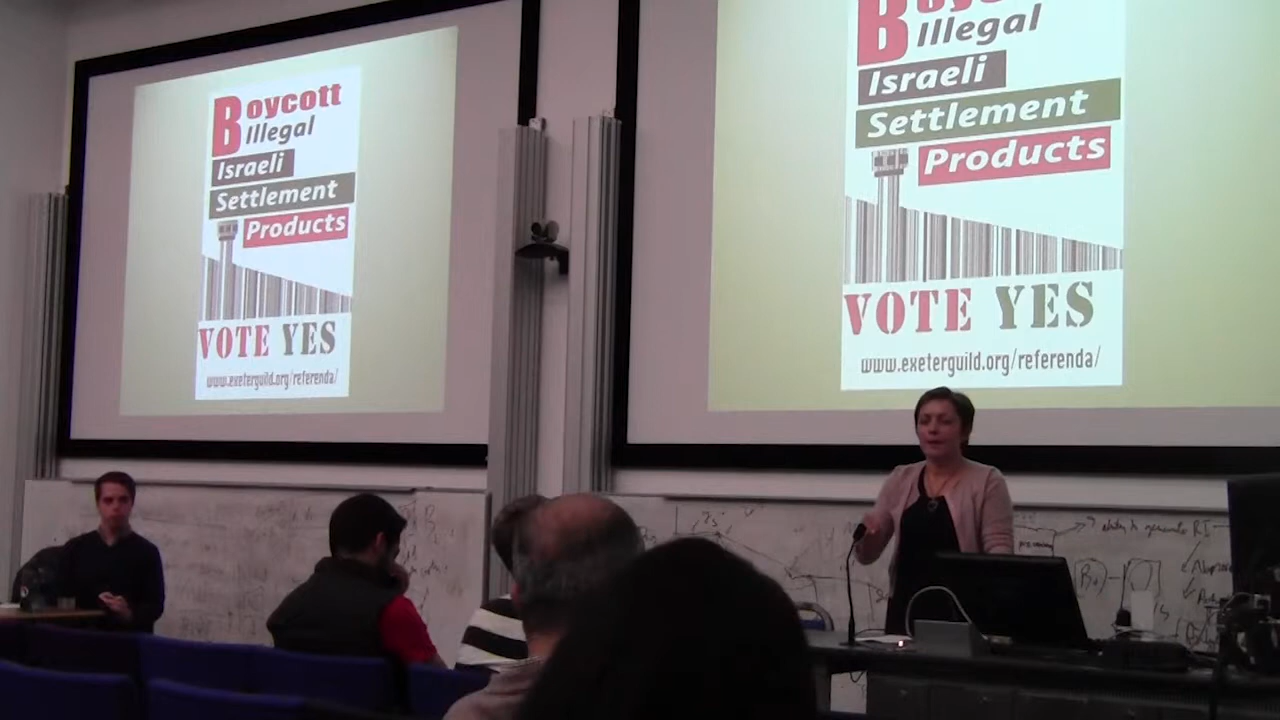 Boycott
Illegal
Israeli
Settlement
Products
VOTE YES
www.exeterguild.org/referenda/
Boycott
Illegal
Israeli
Settlement
Products
VOTE YES
www.exeterguild.org/referenda/